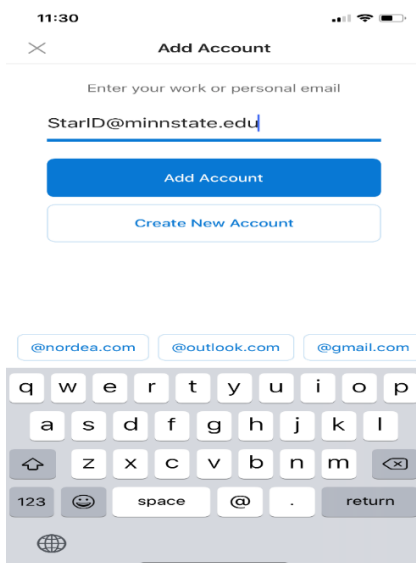 11:30
Add Account
Enter your work or personal email
StarID@minnstate.edu
Add Account
Create New Account
@nordea.com @outlook.com @gmail.com
q w e r t y u i o p
a s d f g h j k l
z x c v b n m
123 space @ . return